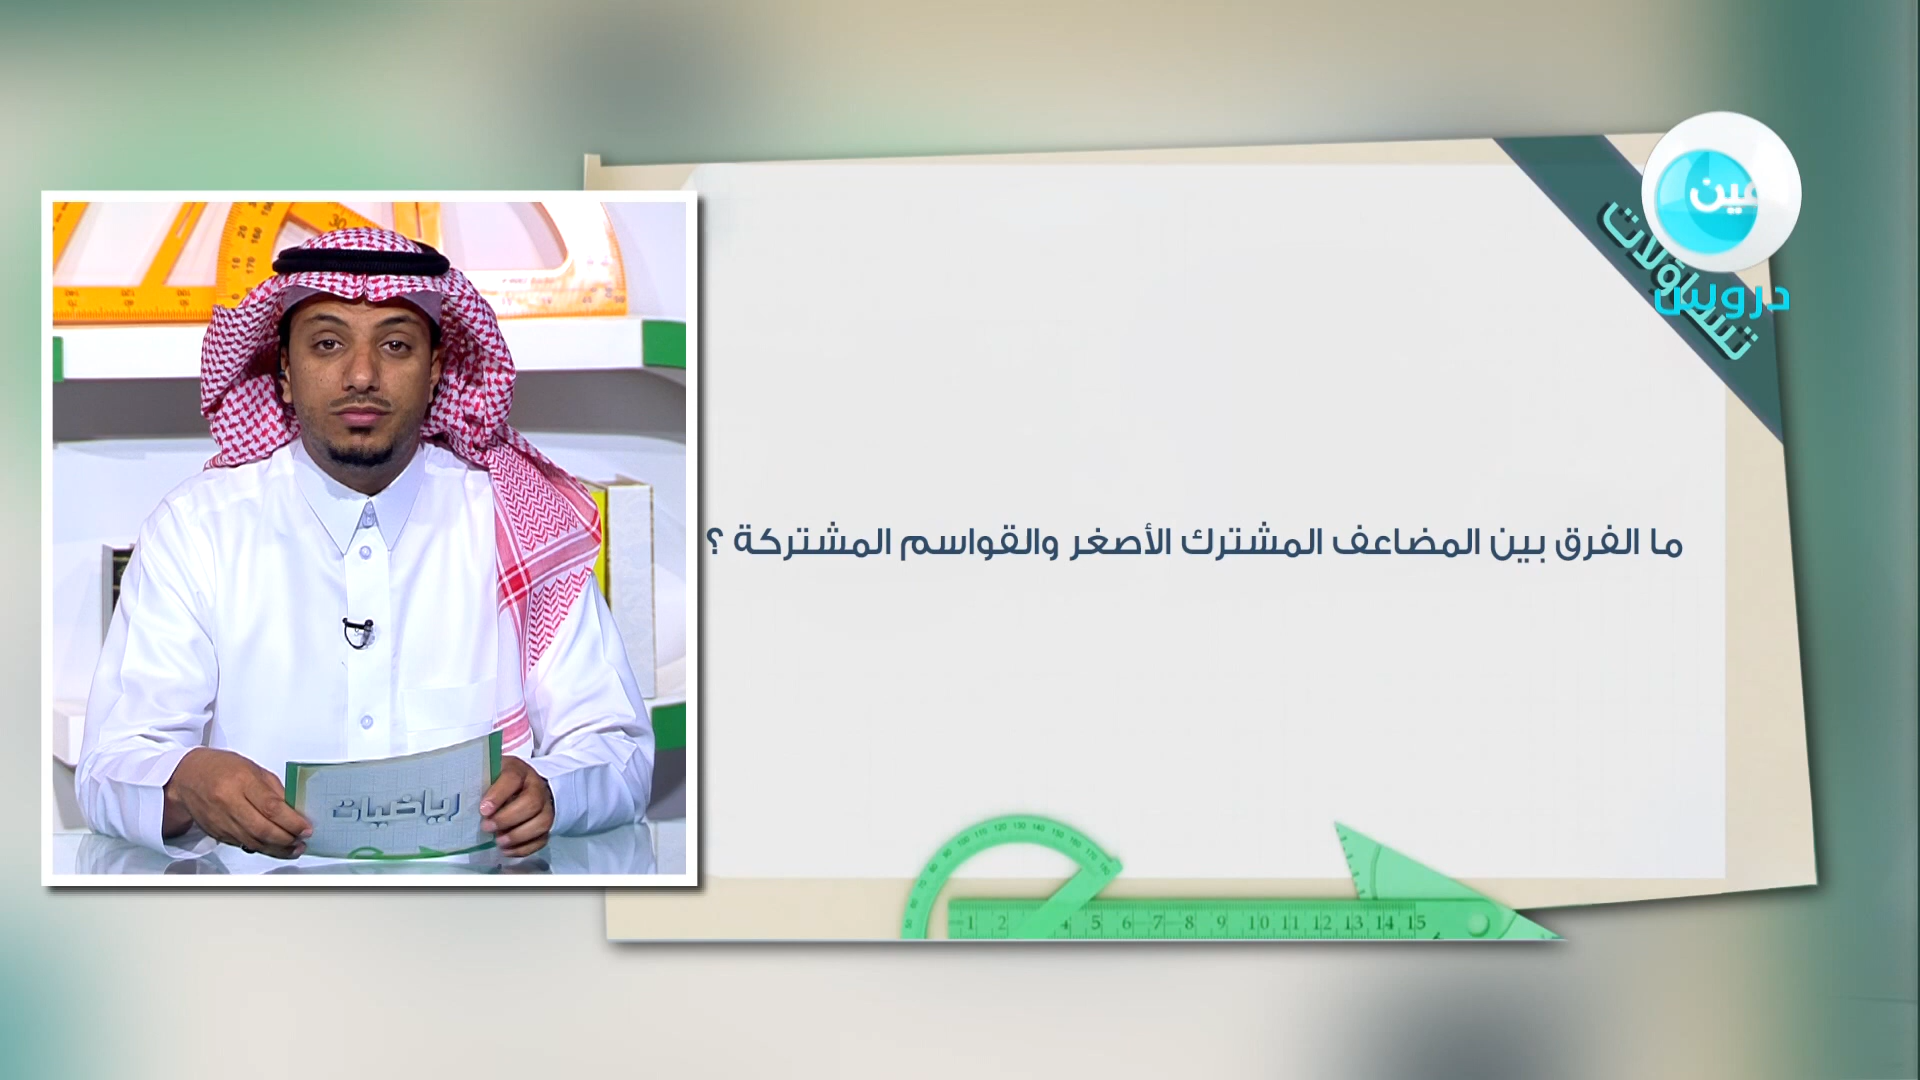 عين
دروس
تساؤلات
ما الفرق بين المضاعف المشترك الأصغر والقواسم المشتركة ؟
رياضيات
1 2 4 5 6 7 8 9 10 11 12 13 14 15